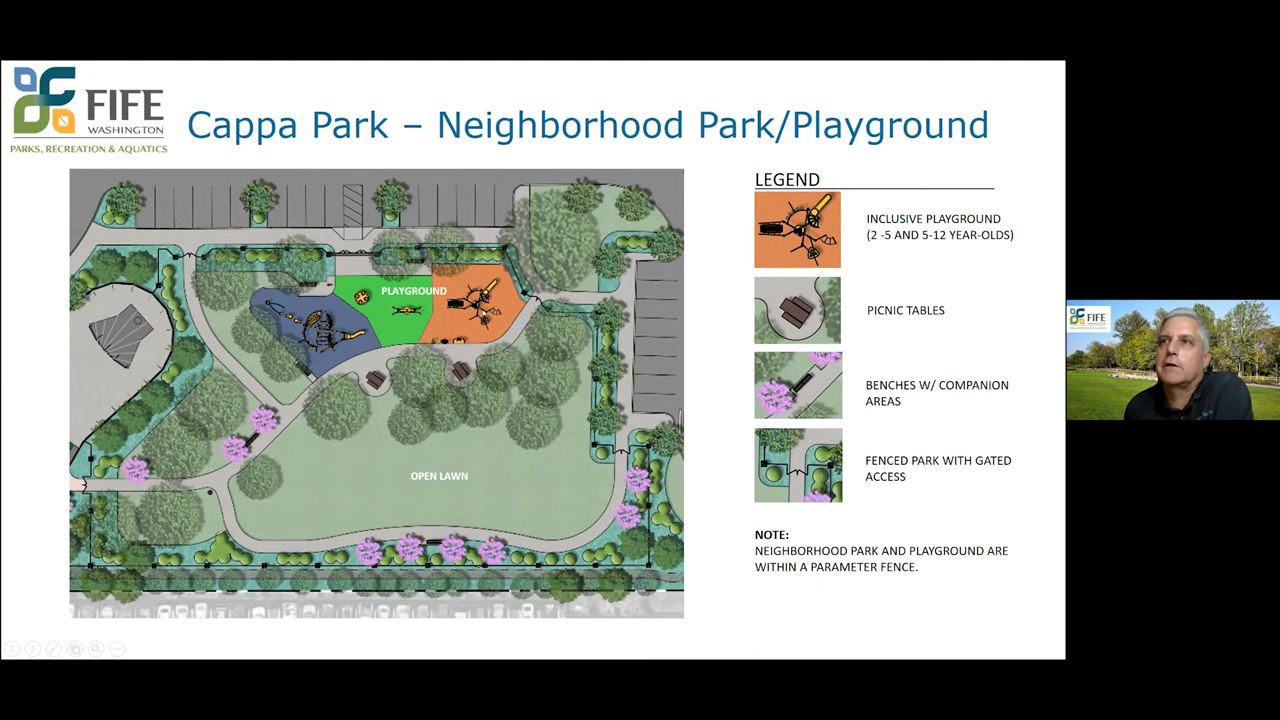 FIFE
WASHINGTON
PARKS, RECREATION & AQUATICS
Cappa Park – Neighborhood Park/Playground
PLAYGROUND
OPEN LAWN
LEGEND
INCLUSIVE PLAYGROUND
(2 -5 AND 5-12 YEAR-OLDS)
PICNIC TABLES
BENCHES W/ COMPANION
AREAS
FENCED PARK WITH GATED
ACCESS
NOTE:
NEIGHBORHOOD PARK AND PLAYGROUND ARE
WITHIN A PARAMETER FENCE.
FIFE